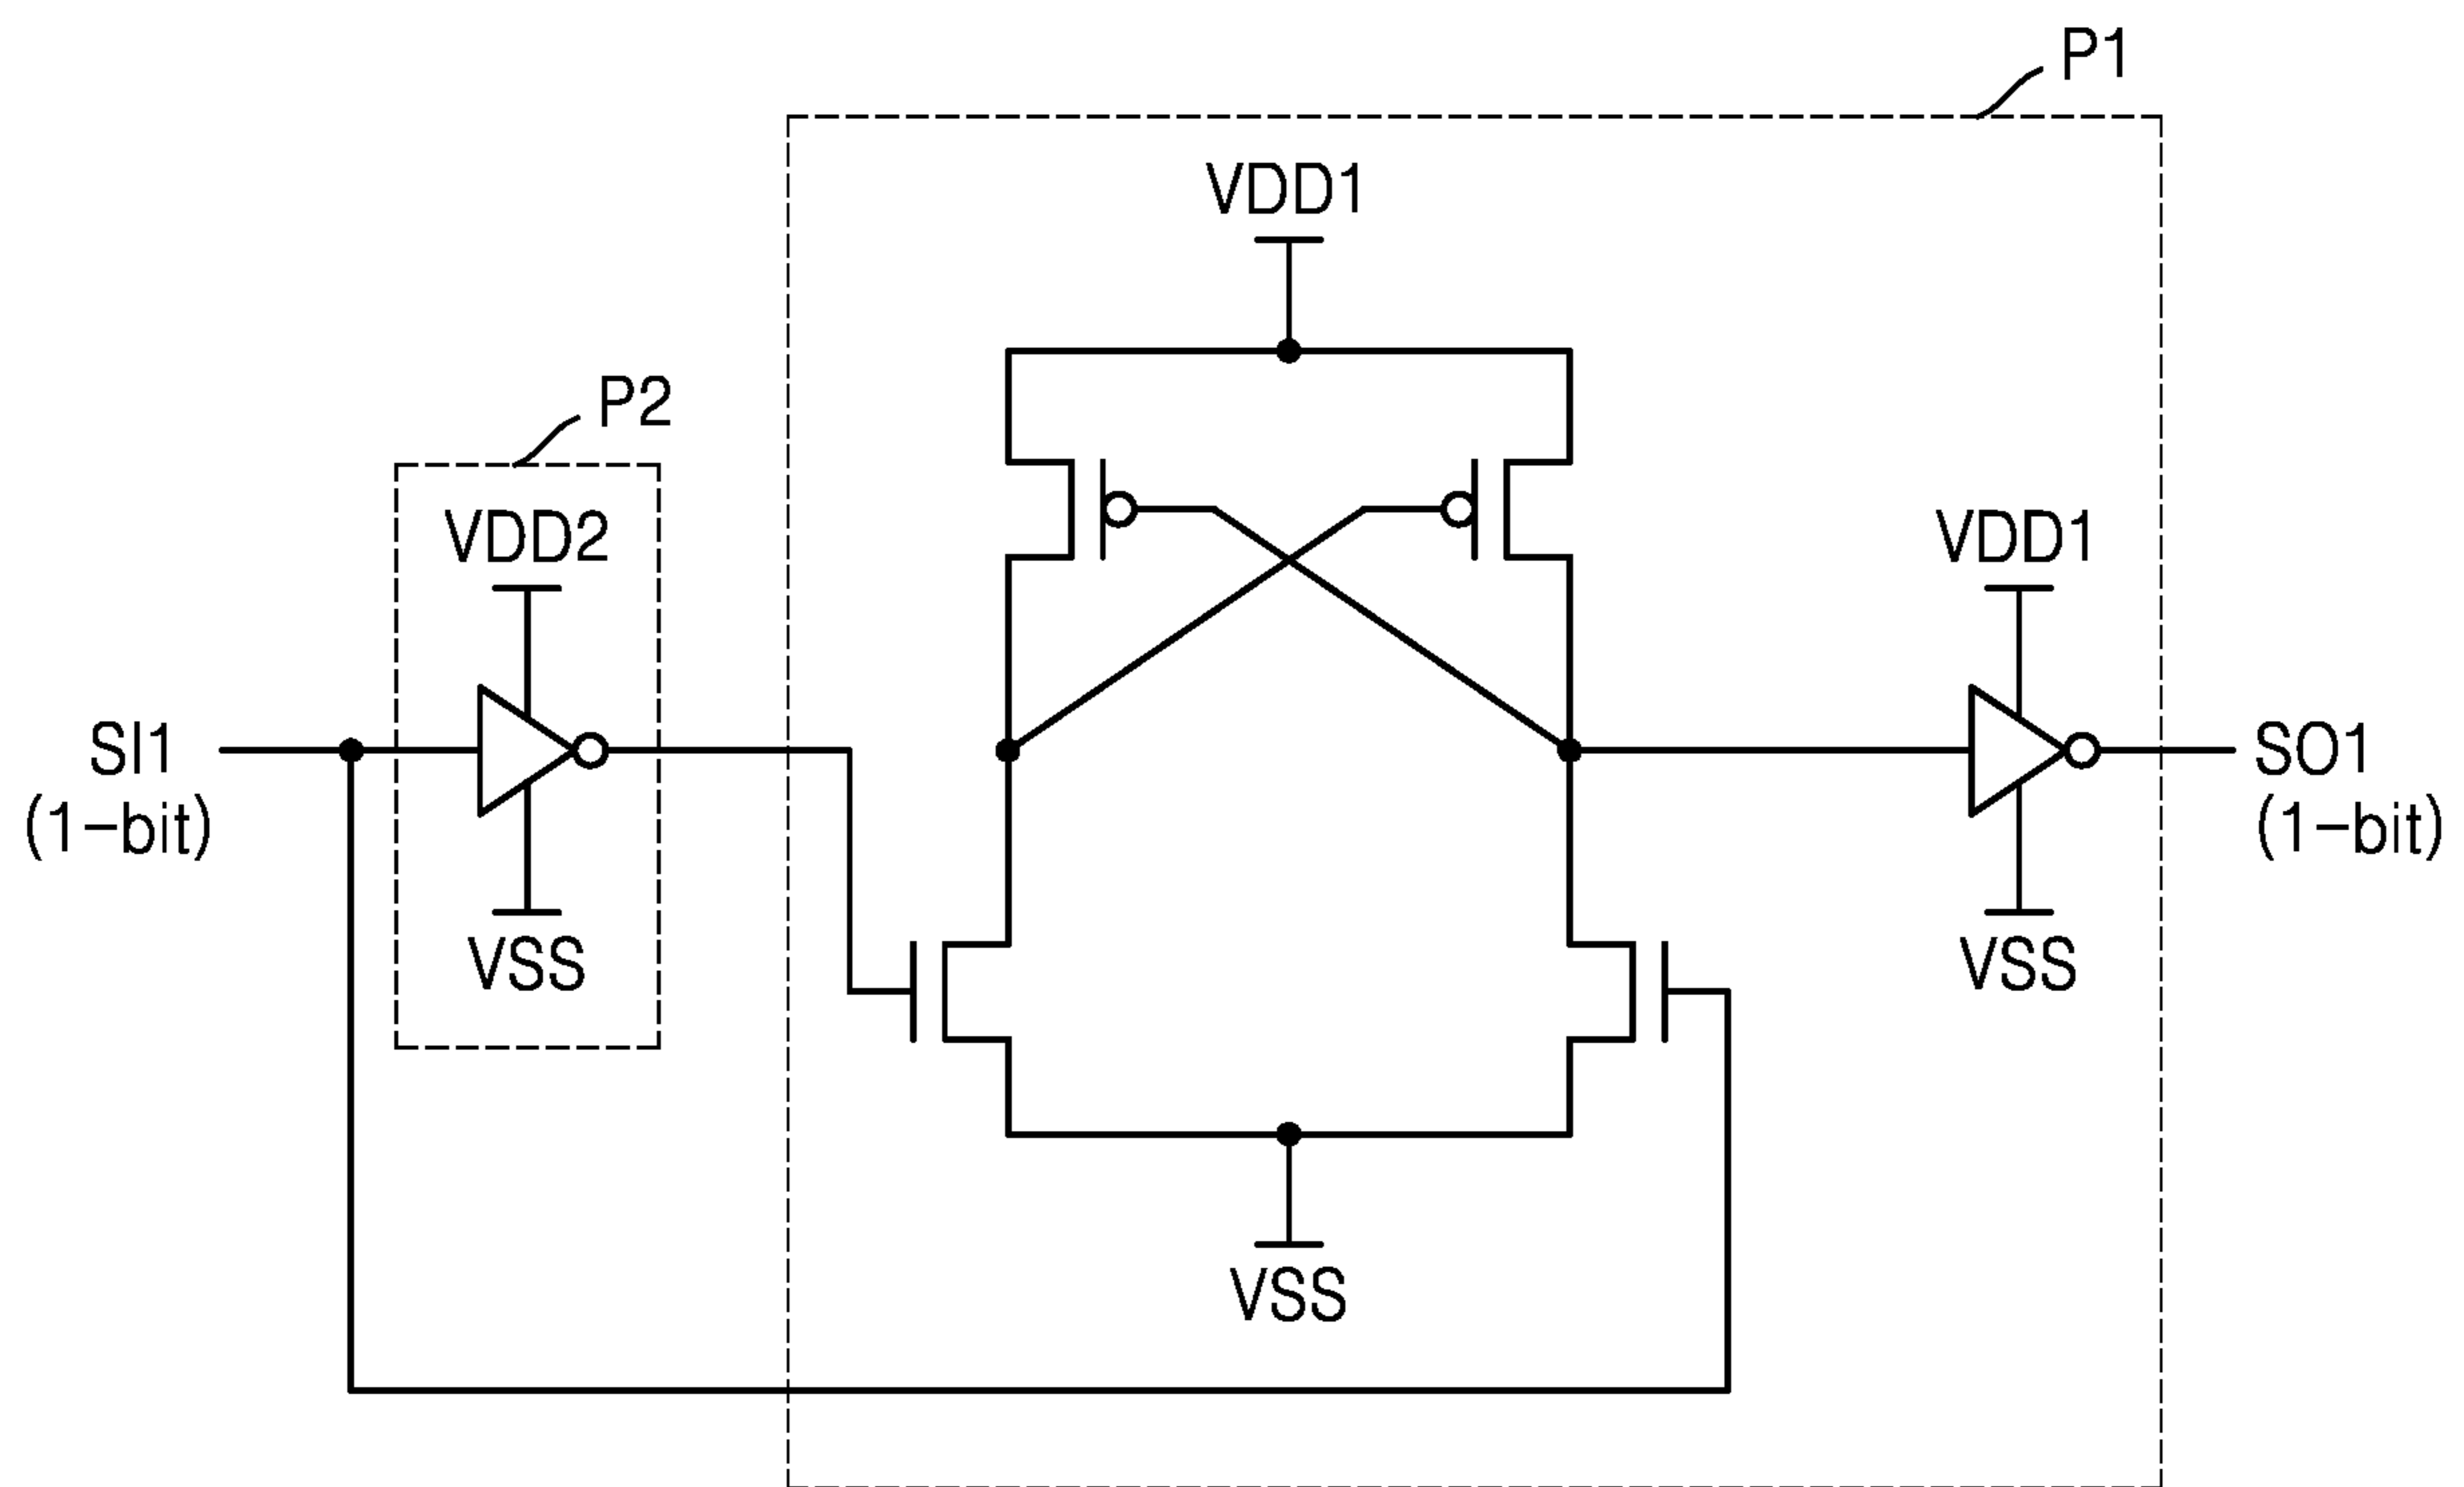 P1
VDD1
P2
VDD2
VDD1
SI1
(1-bit)
SO1
(1-bit)
VSS
VSS
VSS